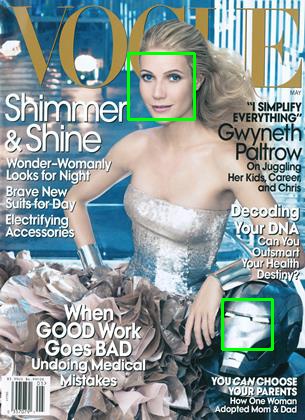 VOGUE
MAY
Shimmer
& Shine
Wonder-Womanly
Looks for Night
Brave New
Suits for Day
Electrifying
Accessories
"I SIMPLIFY
EVERYTHING"
Gwyneth
Paltrow
On Juggling
Her Kids, Career,
and Chris
Decoding
Your DNA
Can You
Outsmart
Your Health
Destiny?
When
GOOD Work
Goes BAD
Undoing Medical
Mistakes
YOU CAN CHOOSE
YOUR PARENTS
How One Woman
Adopted Mom & Dad